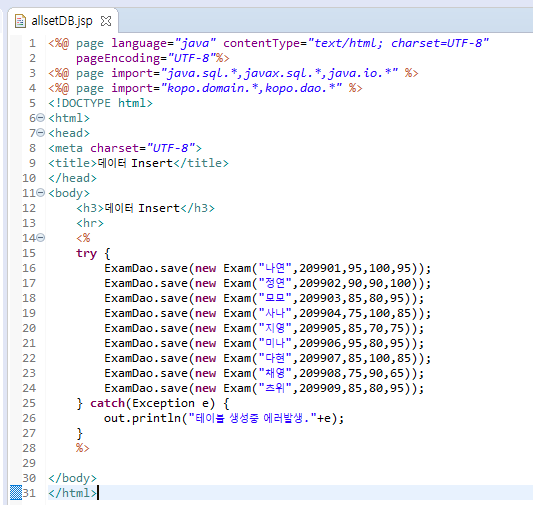 allsetDB.jsp
1 <%@ page language="java" contentType="text/html; charset=UTF-8"
2     pageEncoding="UTF-8"%>
3 <%@ page import="java.sql.*,javax.sql.*,java.io.*" %>
4 <%@ page import="kopo.domain.*,kopo.dao.*" %>
5 <!DOCTYPE html>
6 <html>
7 <head>
8 <meta charset="UTF-8">
9 <title>데이터 Insert</title>
10 </head>
11 <body>
12     <h3>데이터 Insert</h3>
13     <hr>
14     <%
15     try {
16         ExamDao.save(new Exam("나연",209901,95,100,95));
17         ExamDao.save(new Exam("정연",209902,90,90,100));
18         ExamDao.save(new Exam("모모",209903,85,80,95));
19         ExamDao.save(new Exam("사나",209904,75,100,85));
20         ExamDao.save(new Exam("지영",209905,85,70,75));
21         ExamDao.save(new Exam("미나",209906,95,80,95));
22         ExamDao.save(new Exam("다현",209907,85,100,85));
23         ExamDao.save(new Exam("채영",209908,75,90,65));
24         ExamDao.save(new Exam("쯔위",209909,85,80,95));
25     } catch(Exception e) {
26         out.println("테이블 생성중 에러발생."+e);
27     }
28     %>
29
30 </body>
31 </html>